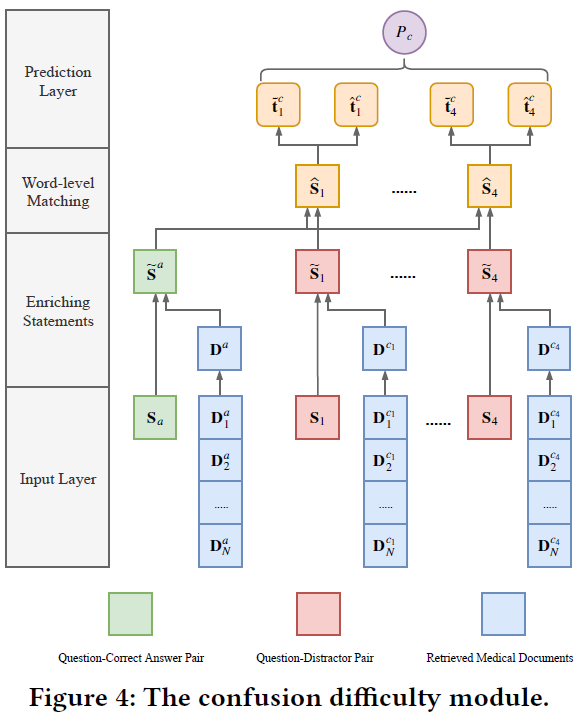 P_c
Prediction
Layer
t̃_1^c t̂_1^c t̃_4^c t̂_4^c
Word-level
Matching
Ŝ_1 ...... Ŝ_4
Enriching
Statements
S̃^a S̃_1 ...... S̃_4
D^a D^{c_1} D^{c_4}
Input Layer
S_a D_1^a S_1 D_1^{c_1} ...... S_4 D_1^{c_4}
D_2^a D_2^{c_1} D_2^{c_4}
..... ..... .....
D_N^a D_N^{c_1} D_N^{c_4}
Question-Correct Answer Pair Question-Distractor Pair Retrieved Medical Documents
Figure 4: The confusion difficulty module.